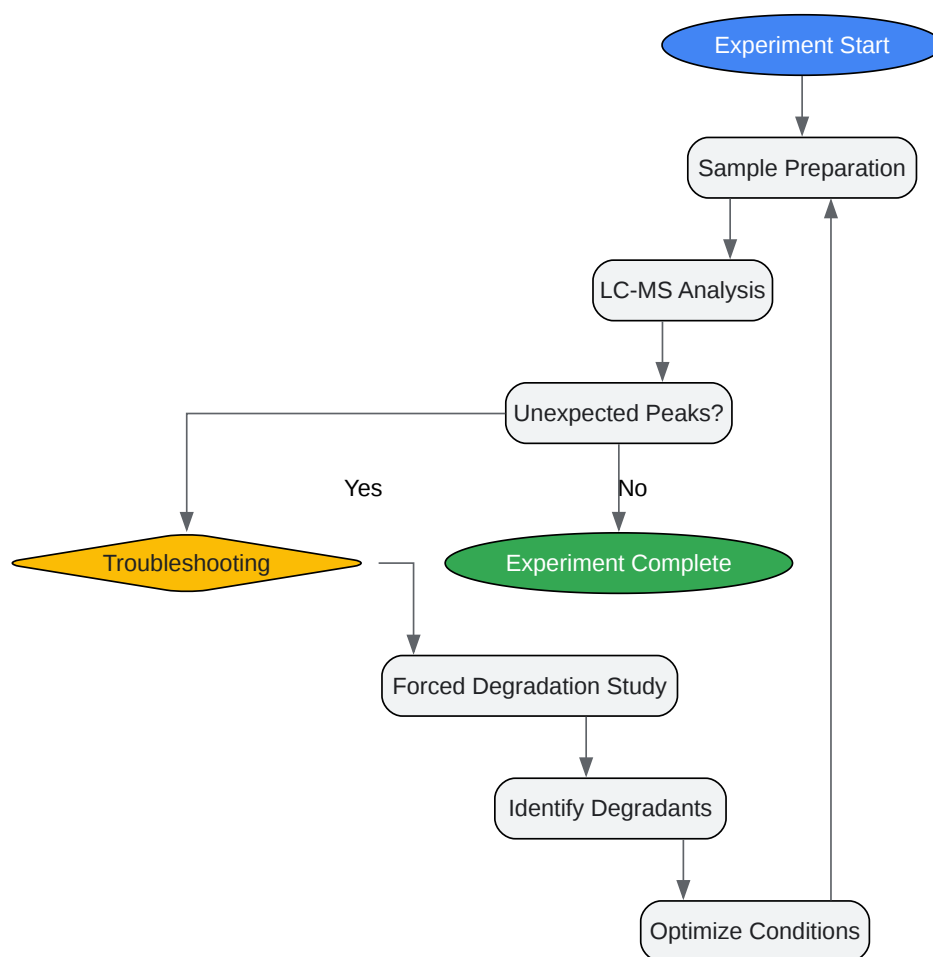 Experiment Start
Sample Preparation
LC-MS Analysis
Unexpected Peaks?
Yes
No
Troubleshooting
Experiment Complete
Forced Degradation Study
Identify Degradants
Optimize Conditions